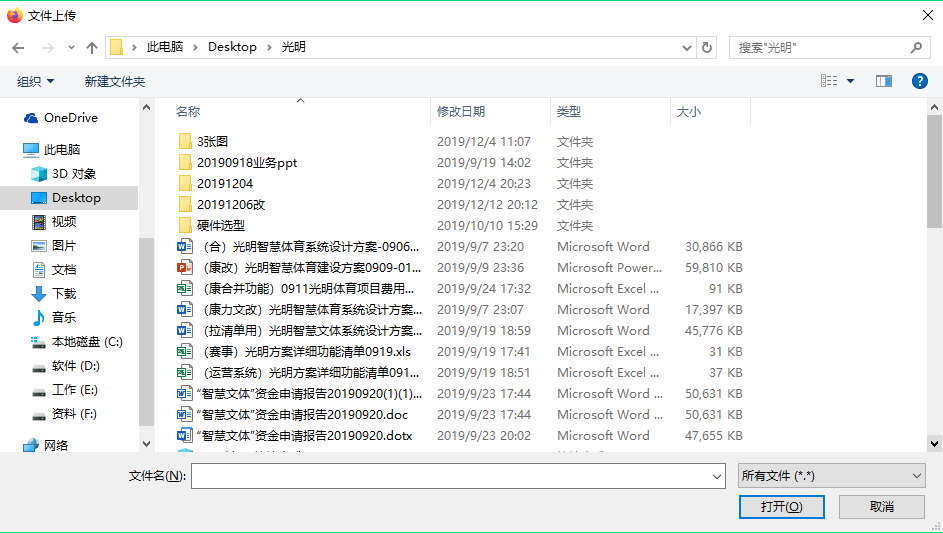 文件上传
此电脑 Desktop 光明 搜索"光明"
组织 新建文件夹
名称 修改日期 类型 大小
OneDrive
此电脑
3D 对象
Desktop
视频
图片
文档
下载
音乐
本地磁盘 (C:)
软件 (D:)
工作 (E:)
资料 (F:)
网络
3张图 2019/12/4 11:07 文件夹
20190918业务ppt 2019/9/19 14:02 文件夹
20191204 2019/12/4 20:23 文件夹
20191206改 2019/12/12 20:12 文件夹
硬件选型 2019/10/10 15:29 文件夹
（合）光明智慧体育系统设计方案-0906... 2019/9/7 23:20 Microsoft Word 30,866 KB
（康改）光明智慧体育建设方案0909-01... 2019/9/9 23:36 Microsoft Power... 59,810 KB
（康合并功能）0911光明体育项目费用... 2019/9/24 17:32 Microsoft Excel ... 91 KB
（康力文改）光明智慧体育系统设计方案... 2019/9/7 23:07 Microsoft Word 17,397 KB
（拉清单用）光明智慧文体系统设计方案... 2019/9/19 18:59 Microsoft Word 45,776 KB
（赛事）光明方案详细功能清单0919.xls 2019/9/19 17:41 Microsoft Excel ... 31 KB
（运营系统）光明方案详细功能清单091... 2019/9/19 18:51 Microsoft Excel ... 37 KB
“智慧文体”资金申请报告20190920(1)(1)... 2019/9/23 17:44 Microsoft Word 50,631 KB
“智慧文体”资金申请报告20190920.doc 2019/9/23 17:44 Microsoft Word 50,631 KB
“智慧文体”资金申请报告20190920.dotx 2019/9/23 20:02 Microsoft Word 47,655 KB
文件名(N): 所有文件 (*.*)
打开(O) 取消